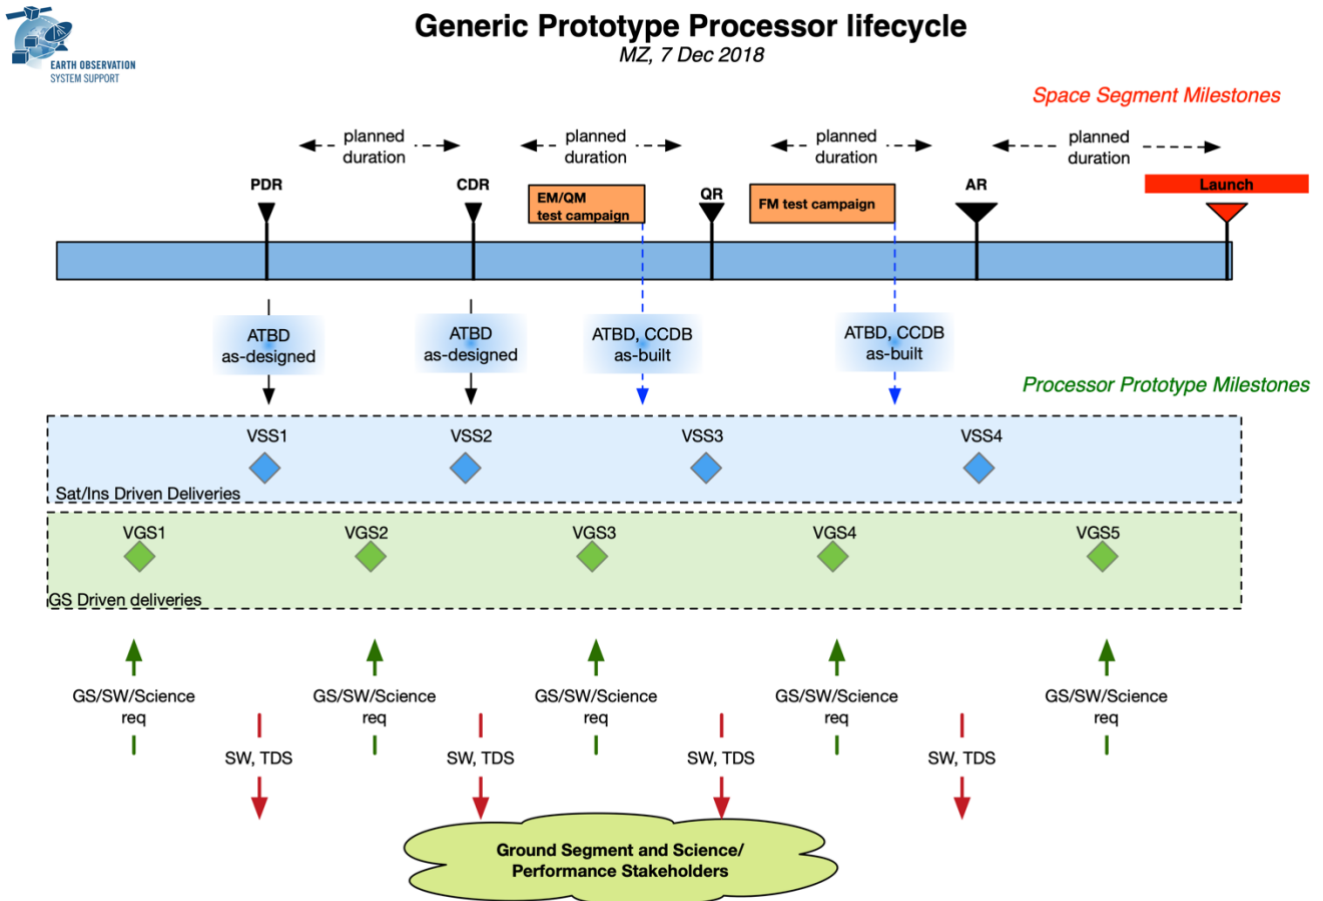 Generic Prototype Processor lifecycle
MZ, 7 Dec 2018
EARTH OBSERVATION
SYSTEM SUPPORT
Space Segment Milestones
planned
duration
planned
duration
planned
duration
planned
duration
PDR
CDR
EM/QM
test campaign
QR
FM test campaign
AR
Launch
ATBD
as-designed
ATBD
as-designed
ATBD, CCDB
as-built
ATBD, CCDB
as-built
Processor Prototype Milestones
VSS1
VSS2
VSS3
VSS4
Sat/Ins Driven Deliveries
VGS1
VGS2
VGS3
VGS4
VGS5
GS Driven deliveries
GS/SW/Science
req
GS/SW/Science
req
GS/SW/Science
req
GS/SW/Science
req
GS/SW/Science
req
SW, TDS
SW, TDS
SW, TDS
SW, TDS
Ground Segment and Science/
Performance Stakeholders